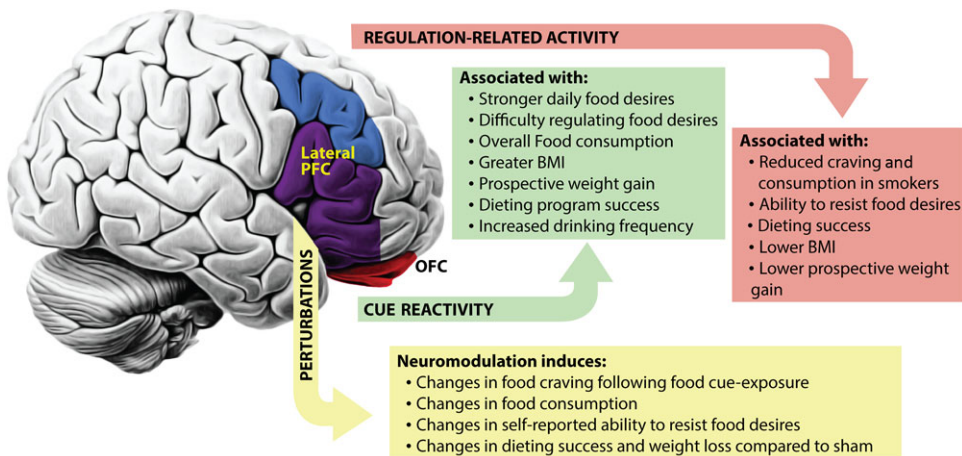 REGULATION-RELATED ACTIVITY
Associated with:
• Stronger daily food desires
• Difficulty regulating food desires
• Overall Food consumption
• Greater BMI
• Prospective weight gain
• Dieting program success
• Increased drinking frequency
Associated with:
• Reduced craving and
consumption in smokers
• Ability to resist food desires
• Dieting success
• Lower BMI
• Lower prospective weight
gain
Lateral
PFC
OFC
CUE REACTIVITY
PERTURBATIONS
Neuromodulation induces:
• Changes in food craving following food cue-exposure
• Changes in food consumption
• Changes in self-reported ability to resist food desires
• Changes in dieting success and weight loss compared to sham